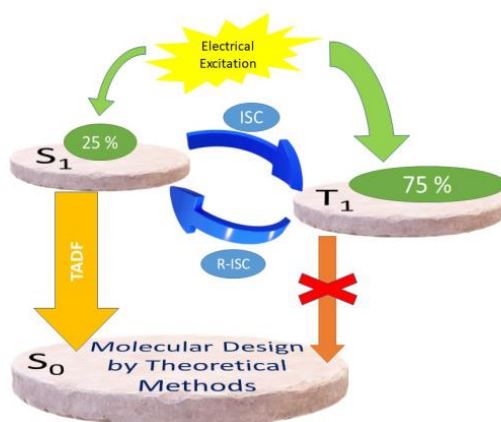 Electrical
Excitation
25 %
S1
ISC
T1
75 %
R-ISC
TADF
S0
Molecular Design
by Theoretical
Methods